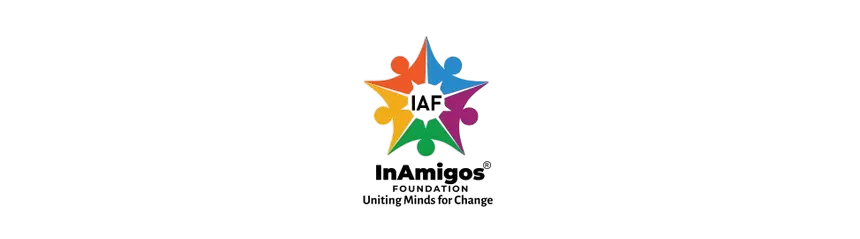 IAF
InAmigos®
FOUNDATION
Uniting Minds for Change